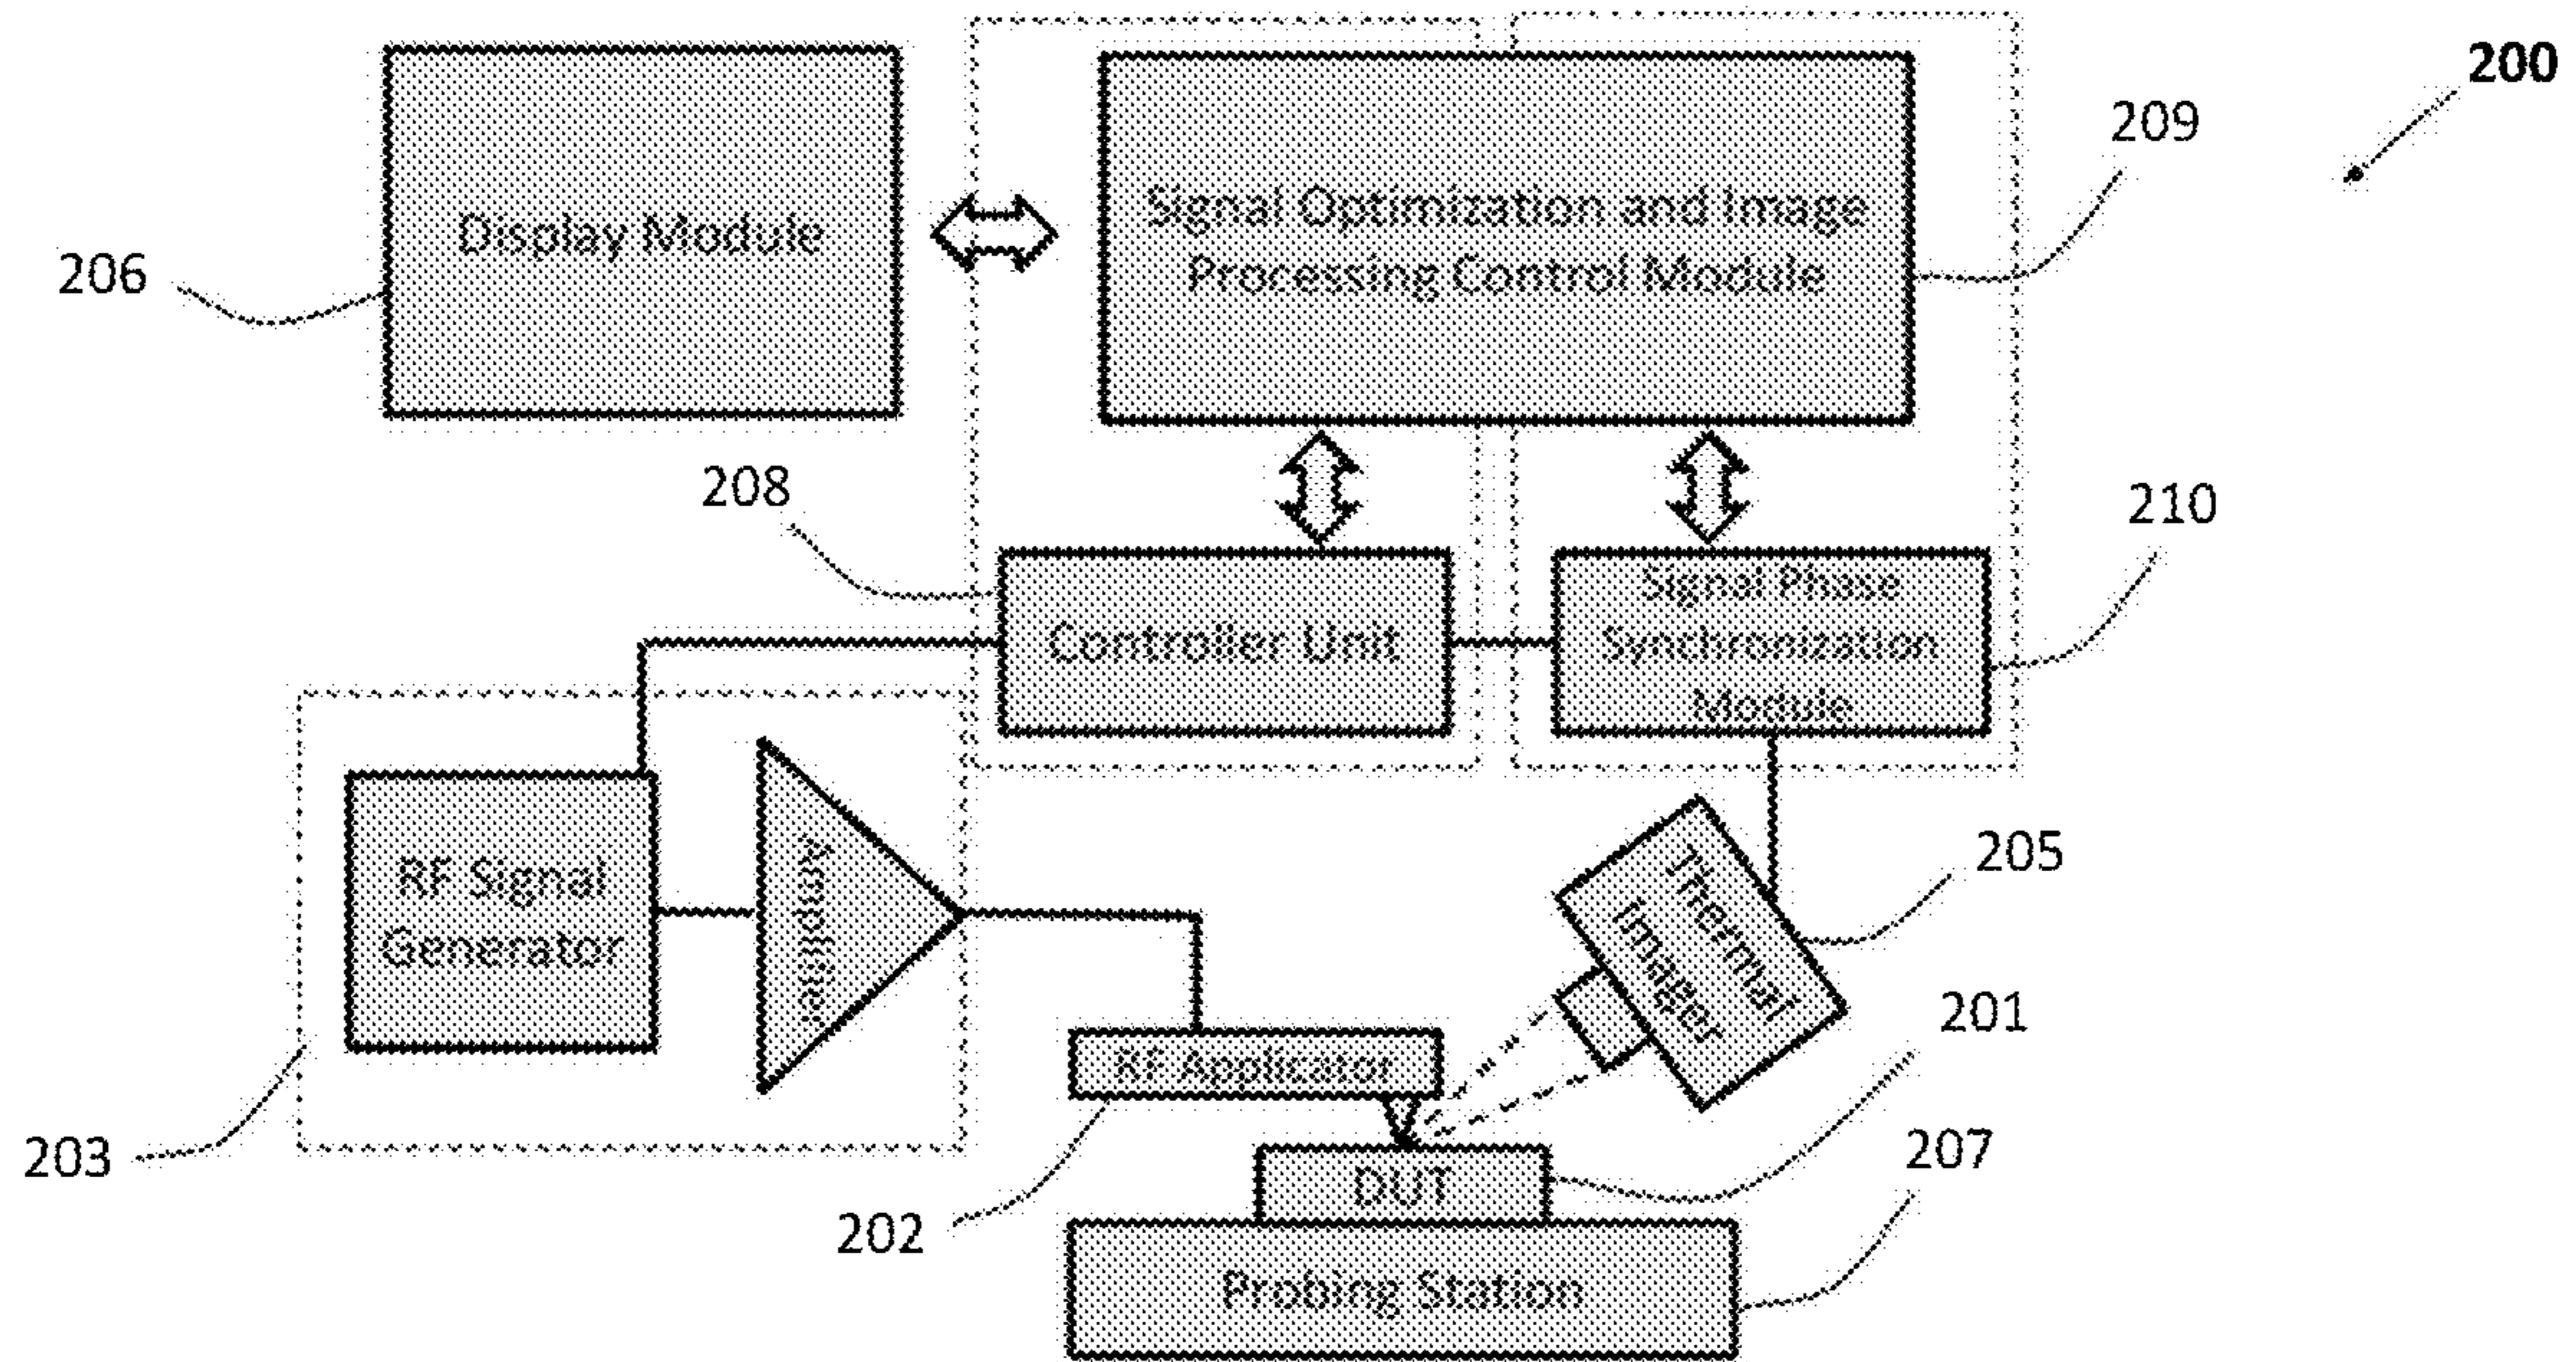 200
209
Display Module
Signal Optimization and Image
Processing Control Module
206
208
210
Controller Unit
Signal Phase
Synchronization
Module
RF Signal
Generator
Amplifier
Thermal
Imager
205
201
RF Applicator
203
202
DUT
207
Probing Station